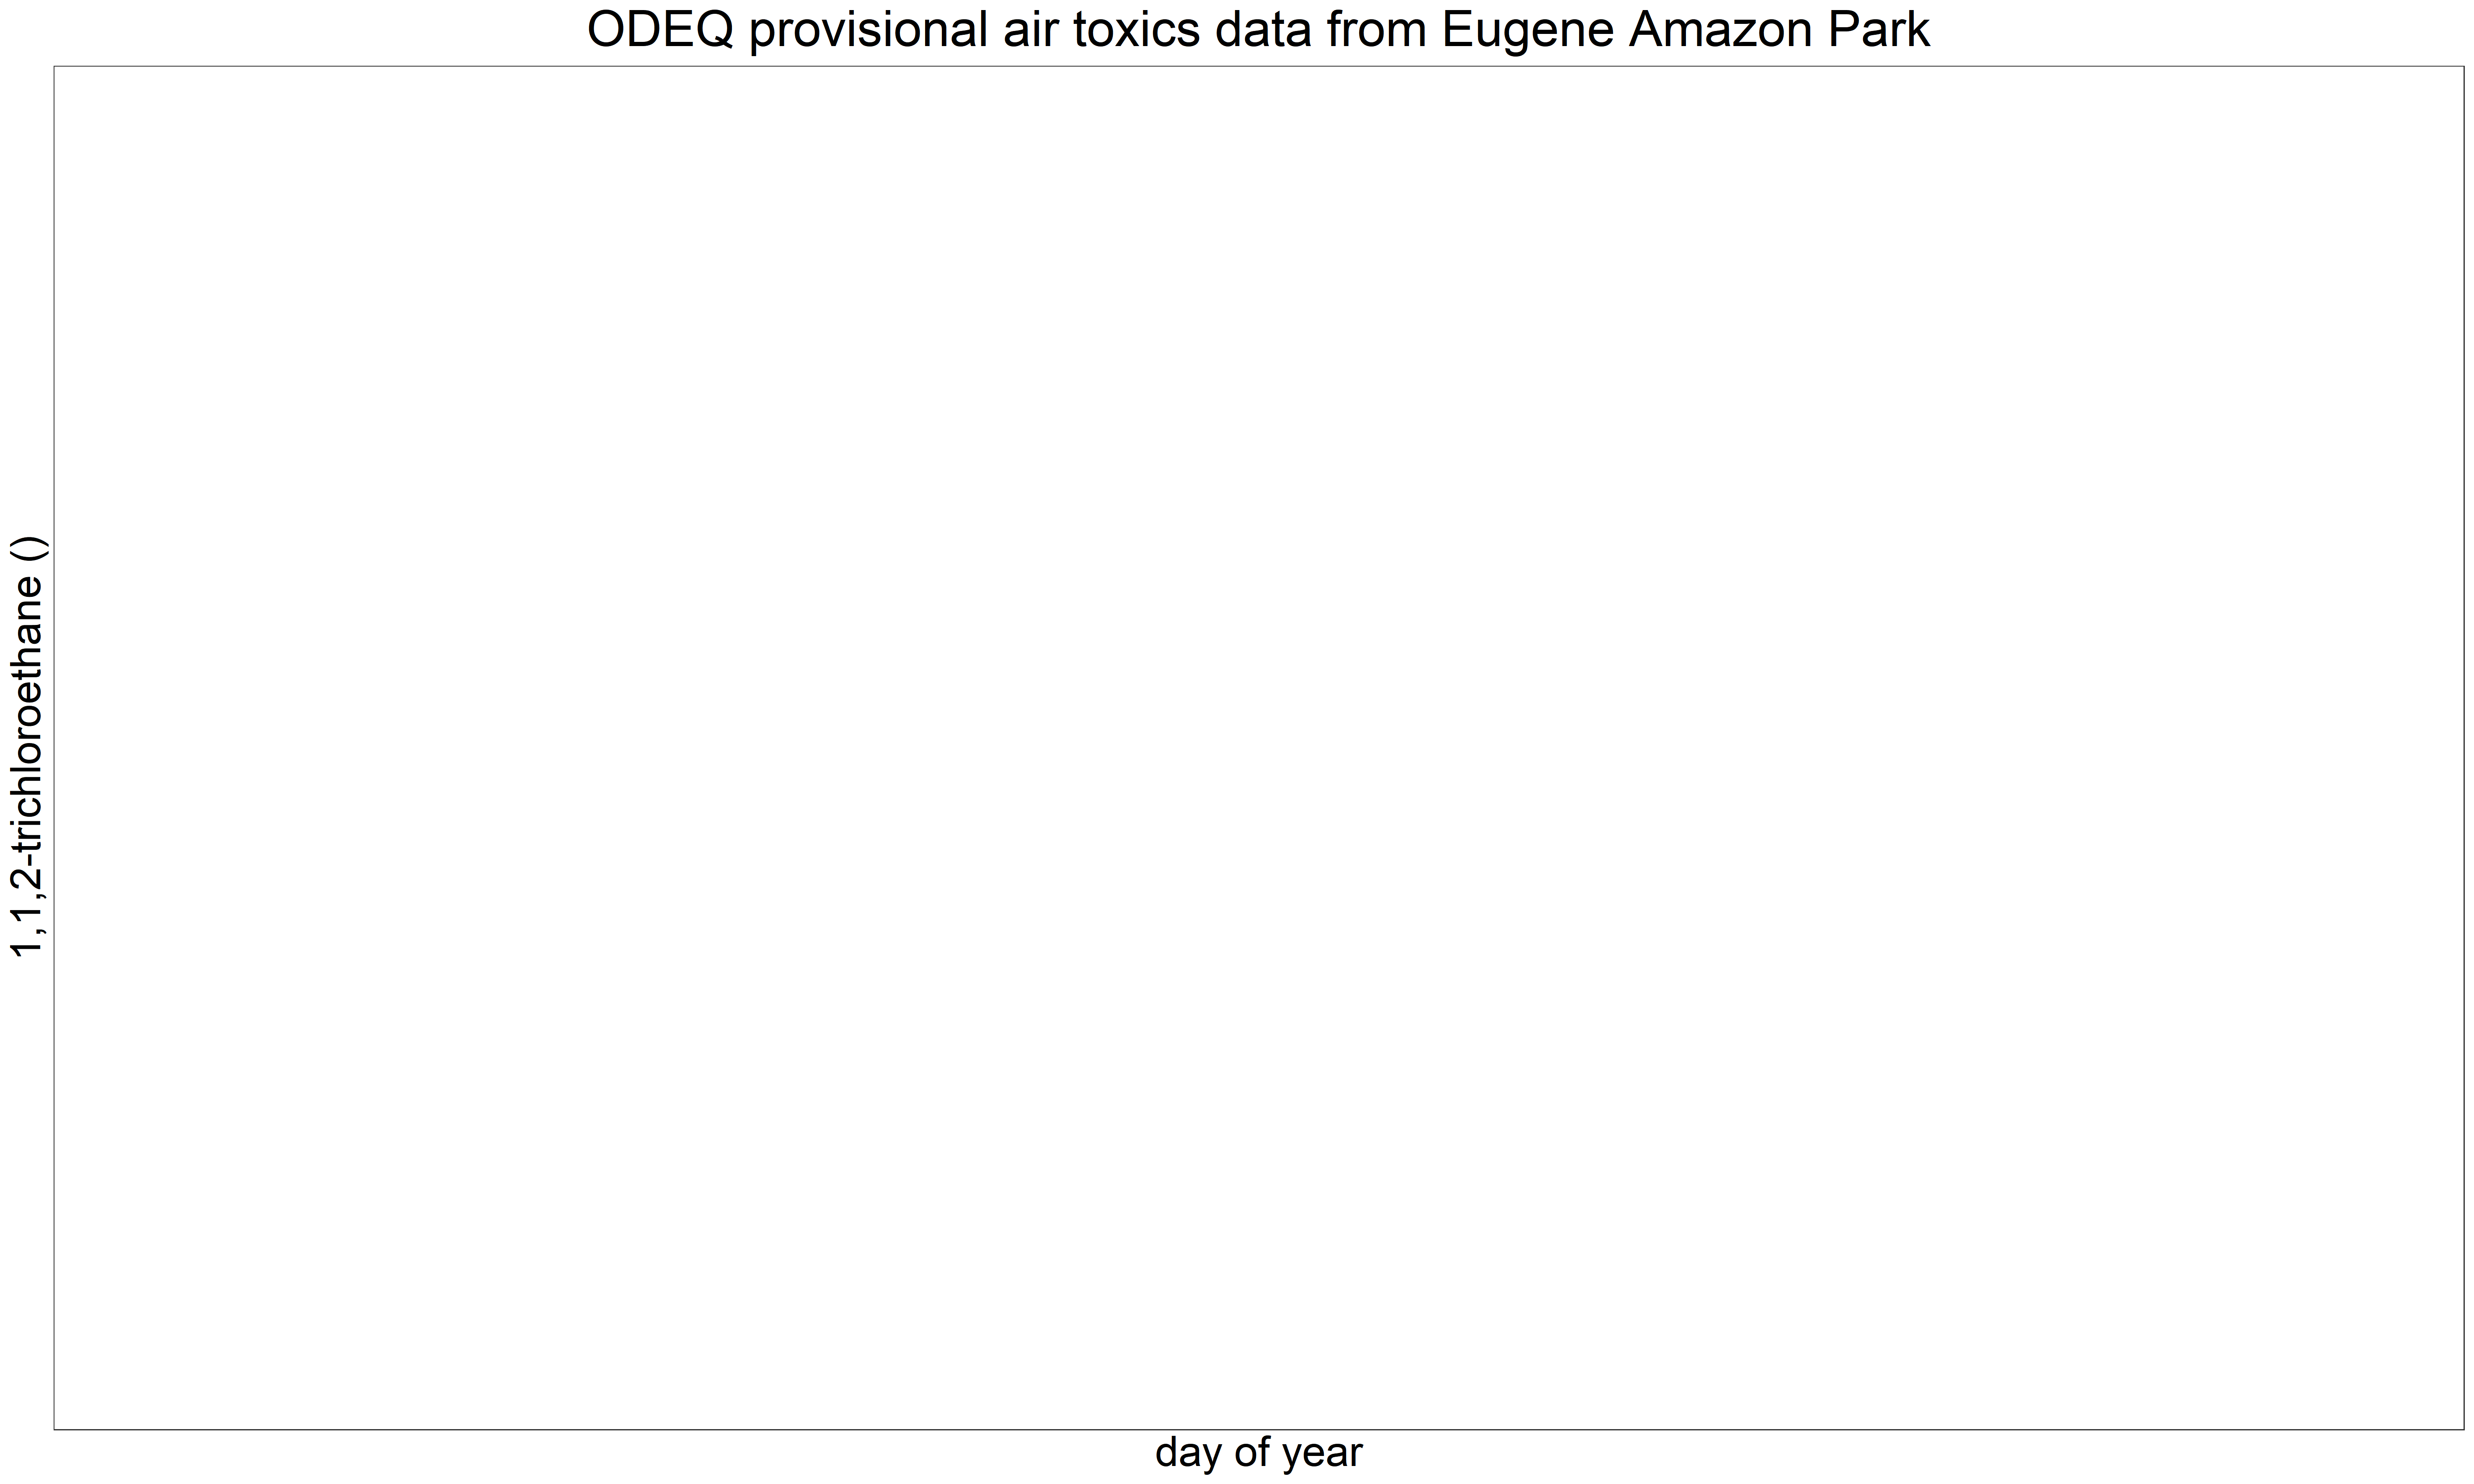 ODEQ provisional air toxics data from Eugene Amazon Park
1,1,2-trichloroethane ()
day of year